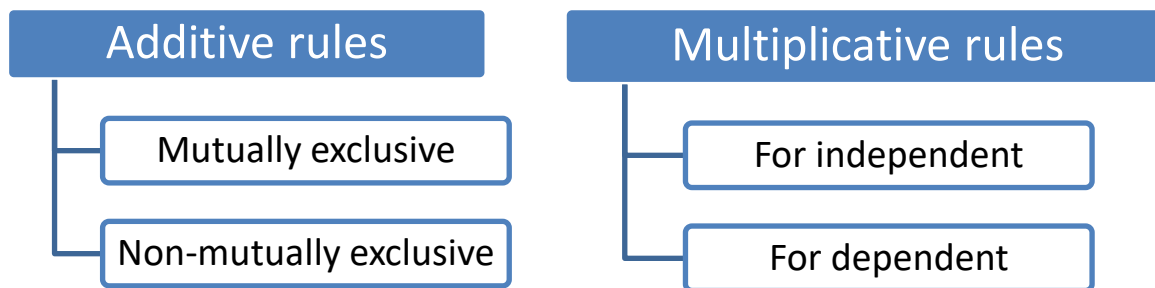 Additive rules
Mutually exclusive
Non-mutually exclusive
Multiplicative rules
For independent
For dependent